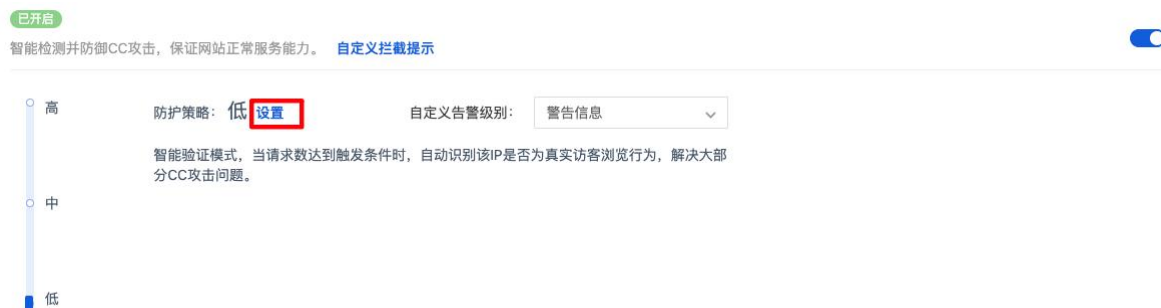 已开启
智能检测并防御CC攻击，保证网站正常服务能力。 自定义拦截提示
高 防护策略： 低 设置 自定义告警级别： 警告信息
智能验证模式，当请求数达到触发条件时，自动识别该IP是否为真实访客浏览行为，解决大部
分CC攻击问题。
中
低